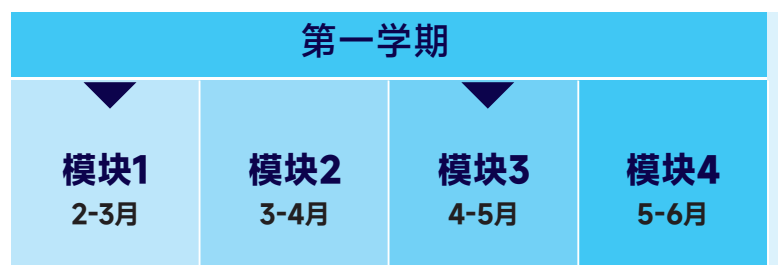 第一学期
模块1
2-3月
模块2
3-4月
模块3
4-5月
模块4
5-6月